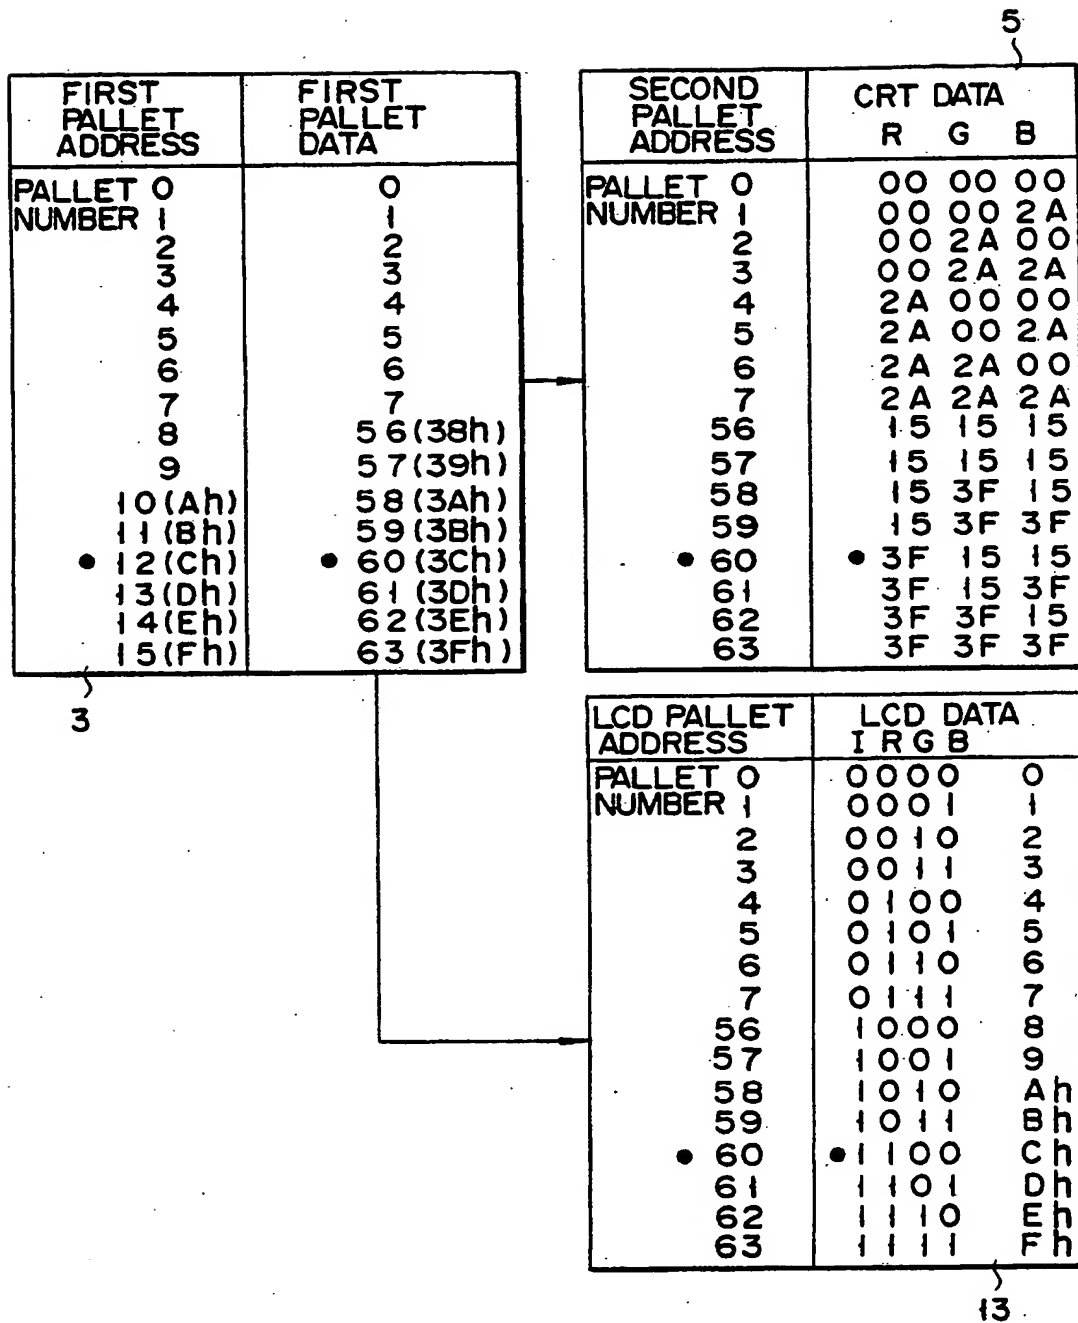 5
FIRST PALLET ADDRESS FIRST PALLET DATA
PALLET NUMBER
0 0
1 1
2 2
3 3
4 4
5 5
6 6
7 7
8 56(38h)
9 57(39h)
10(Ah) 58(3Ah)
11(Bh) 59(3Bh)
• 12(Ch) • 60(3Ch)
13(Dh) 61(3Dh)
14(Eh) 62(3Eh)
15(Fh) 63(3Fh)
3
SECOND PALLET ADDRESS CRT DATA
R G B
PALLET NUMBER
0 00 00 00
1 00 00 2A
2 00 2A 00
3 00 2A 2A
4 2A 00 00
5 2A 00 2A
6 2A 2A 00
7 2A 2A 2A
56 15 15 15
57 15 15 15
58 15 3F 15
59 15 3F 3F
• 60 • 3F 15 15
61 3F 15 3F
62 3F 3F 15
63 3F 3F 3F
LCD PALLET ADDRESS LCD DATA
I R G B
PALLET NUMBER
0 0000 0
1 0001 1
2 0010 2
3 0011 3
4 0100 4
5 0101 5
6 0110 6
7 0111 7
56 1000 8
57 1001 9
58 1010 Ah
59 1011 Bh
• 60 • 1100 Ch
61 1101 Dh
62 1110 Eh
63 1111 Fh
13